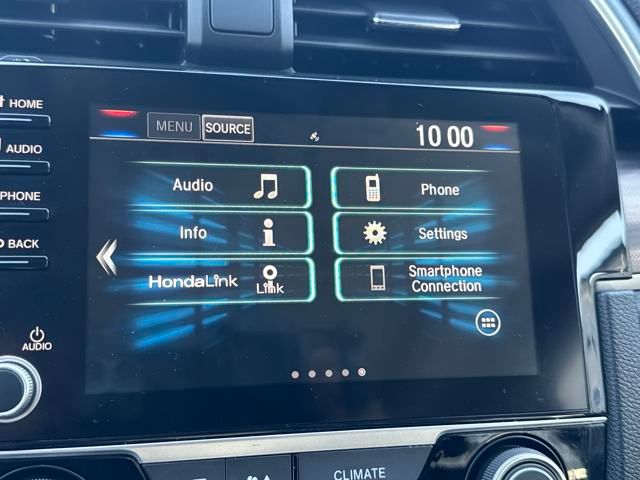 HOME
AUDIO
PHONE
BACK
AUDIO
MENU SOURCE
10 00
Audio
Phone
Info
Settings
HondaLink
Link
Smartphone
Connection
CLIMATE